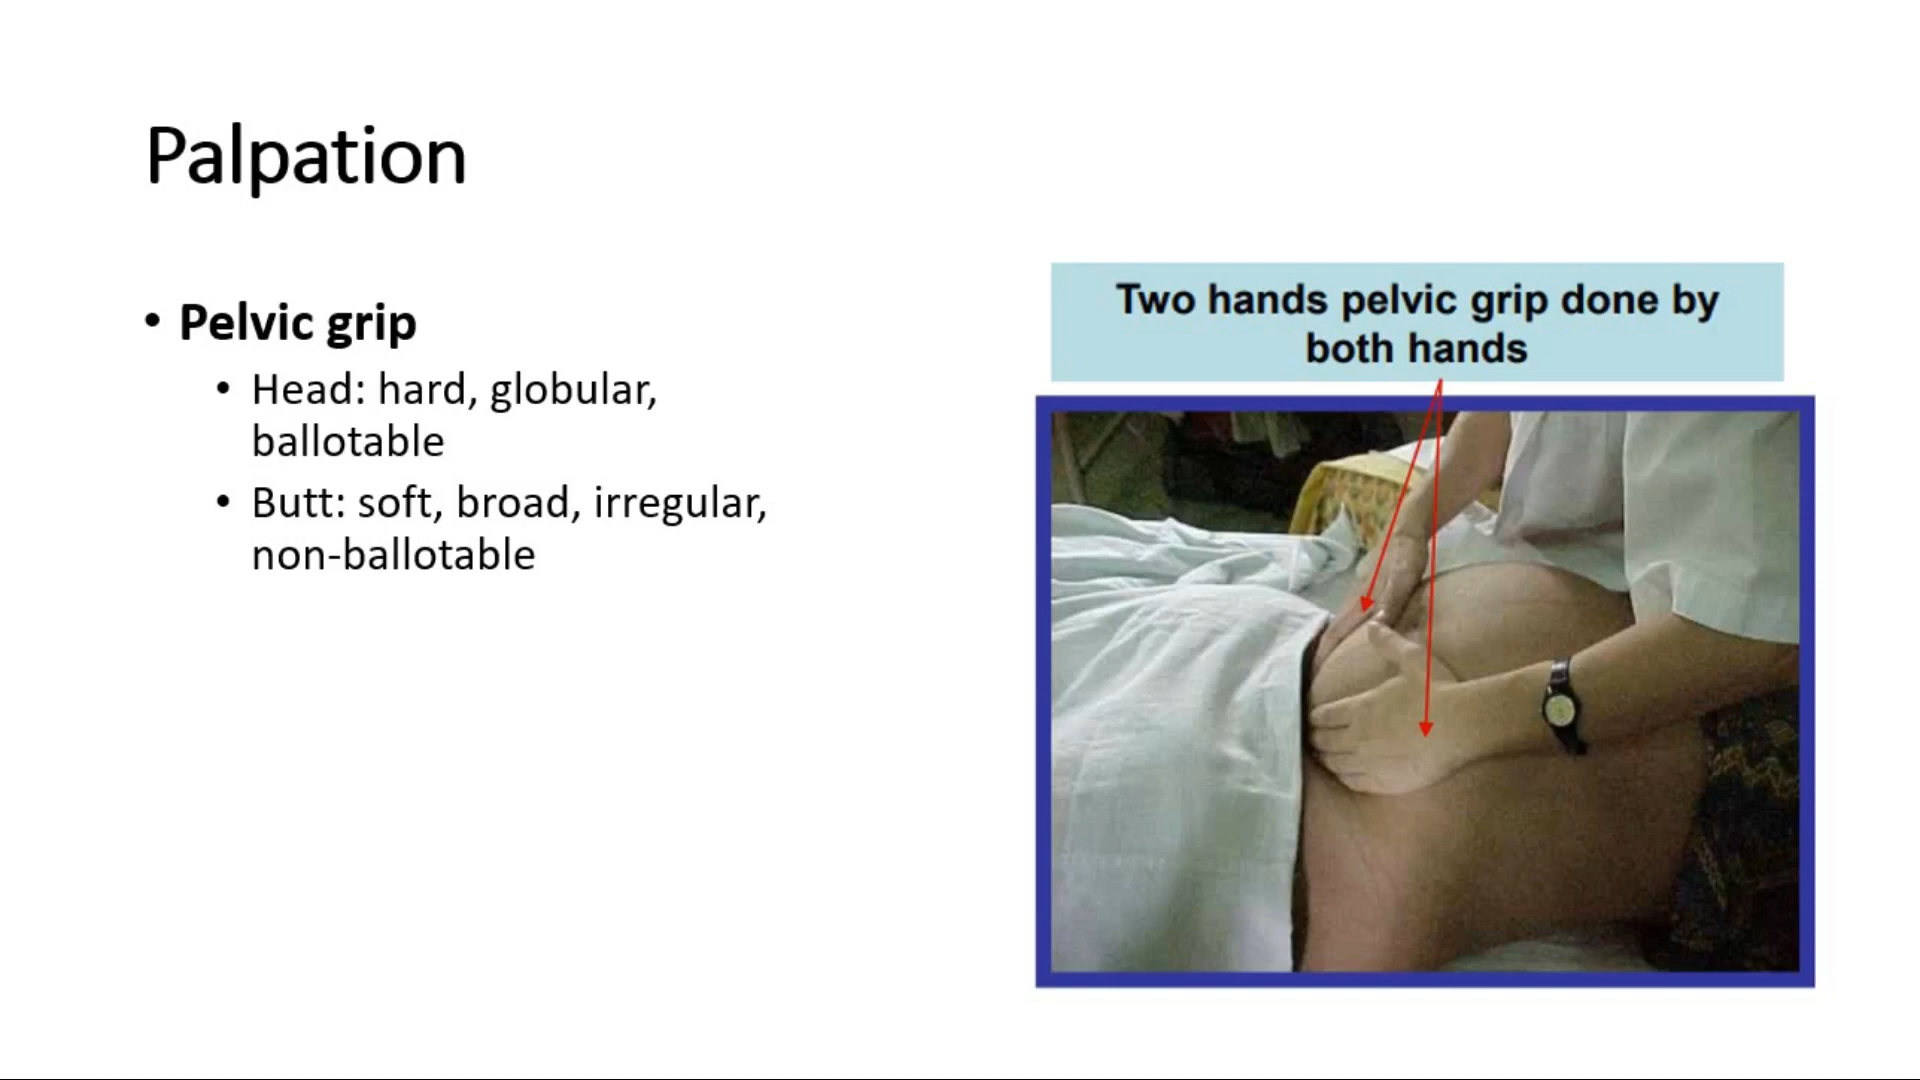 Palpation
• Pelvic grip
• Head: hard, globular,
ballotable
• Butt: soft, broad, irregular,
non-ballotable
Two hands pelvic grip done by
both hands